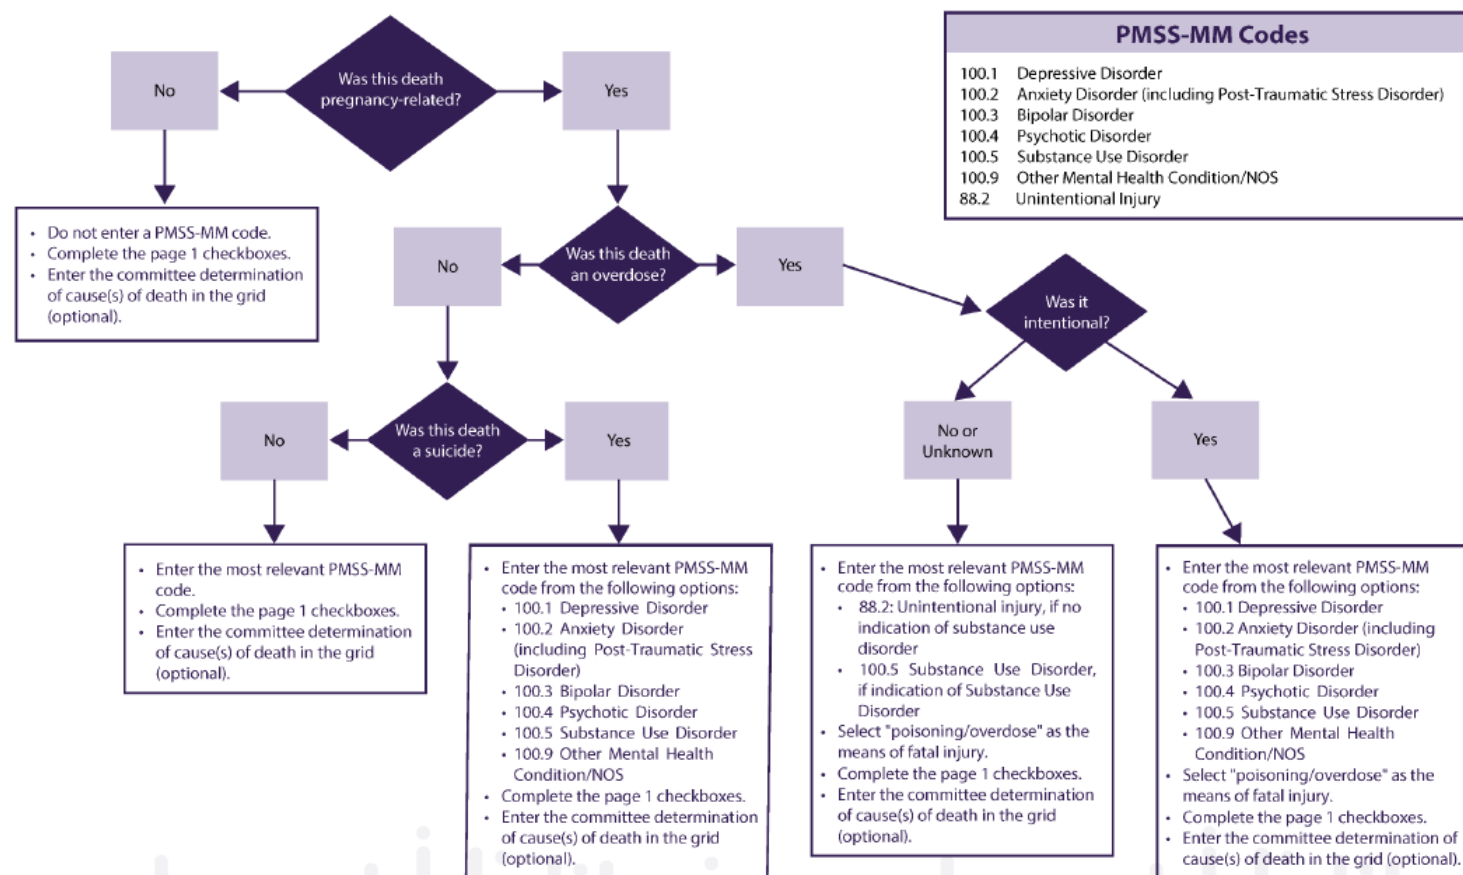 PMSS-MM Codes
100.1 Depressive Disorder
100.2 Anxiety Disorder (including Post-Traumatic Stress Disorder)
100.3 Bipolar Disorder
100.4 Psychotic Disorder
100.5 Substance Use Disorder
100.9 Other Mental Health Condition/NOS
88.2 Unintentional Injury
Was this death
pregnancy-related?
No
Yes
• Do not enter a PMSS-MM code.
• Complete the page 1 checkboxes.
• Enter the committee determination
of cause(s) of death in the grid
(optional).
Was this death
an overdose?
No
Yes
Was it
intentional?
Was this death
a suicide?
No
Yes
No or
Unknown
Yes
• Enter the most relevant PMSS-MM
code.
• Complete the page 1 checkboxes.
• Enter the committee determination
of cause(s) of death in the grid
(optional).
• Enter the most relevant PMSS-MM
code from the following options:
• 100.1 Depressive Disorder
• 100.2 Anxiety Disorder
(including Post-Traumatic Stress
Disorder)
• 100.3 Bipolar Disorder
• 100.4 Psychotic Disorder
• 100.5 Substance Use Disorder
• 100.9 Other Mental Health
Condition/NOS
• Complete the page 1 checkboxes.
• Enter the committee determination
of cause(s) of death in the grid
(optional).
• Enter the most relevant PMSS-MM
code from the following options:
• 88.2: Unintentional injury, if no
indication of substance use
disorder
• 100.5 Substance Use Disorder,
if indication of Substance Use
Disorder
• Select "poisoning/overdose" as the
means of fatal injury.
• Complete the page 1 checkboxes.
• Enter the committee determination
of cause(s) of death in the grid
(optional).
• Enter the most relevant PMSS-MM
code from the following options:
• 100.1 Depressive Disorder
• 100.2 Anxiety Disorder (including
Post-Traumatic Stress Disorder)
• 100.3 Bipolar Disorder
• 100.4 Psychotic Disorder
• 100.5 Substance Use Disorder
• 100.9 Other Mental Health
Condition/NOS
• Select "poisoning/overdose" as the
means of fatal injury.
• Complete the page 1 checkboxes.
• Enter the committee determination of
cause(s) of death in the grid (optional).